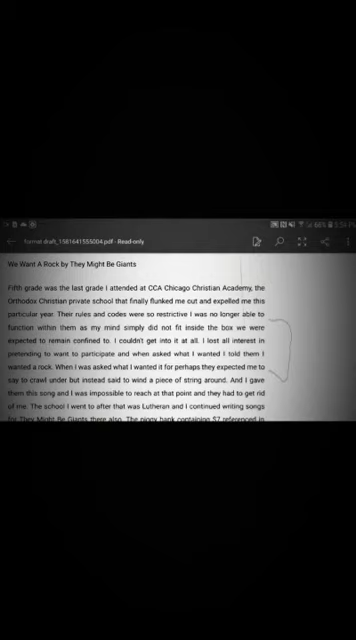 66% 5:54 PM
format draft_1581641555004.pdf - Read-only
We Want A Rock by They Might Be Giants
Fifth grade was the last grade I attended at CCA Chicago Christian Academy, the
Orthodox Christian private school that finally flunked me out and expelled me this
particular year. Their rules and codes were so restrictive I was no longer able to
function within them as my mind simply did not fit inside the box we were
expected to remain confined to. I couldn't get into it at all. I lost all interest in
pretending to want to participate and when asked what I wanted I told them I
wanted a rock. When I was asked what I wanted it for perhaps they expected me to
say to crawl under but instead said to wind a piece of string around. And I gave
them this song and I was impossible to reach at that point and they had to get rid
of me. The school I went to after that was Lutheran and I continued writing songs
for They Might Be Giants there also. The piggy bank containing $7 referenced in